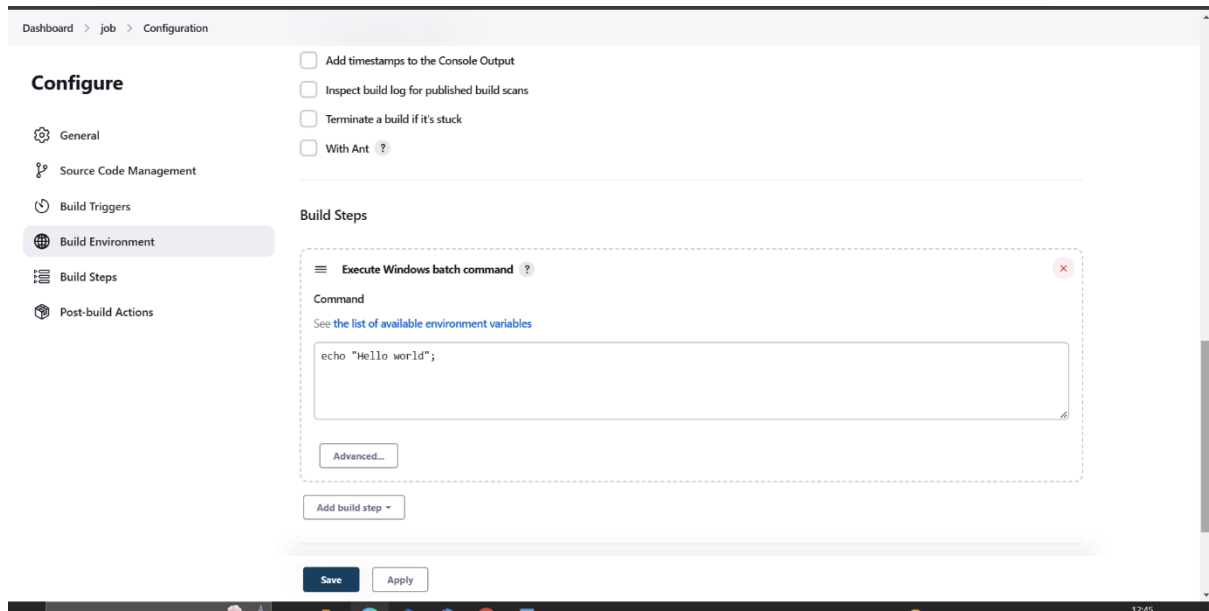 Dashboard > job > Configuration
Configure
General
Source Code Management
Build Triggers
Build Environment
Build Steps
Post-build Actions
Add timestamps to the Console Output
Inspect build log for published build scans
Terminate a build if it's stuck
With Ant ?
Build Steps
Execute Windows batch command ?
Command
See the list of available environment variables
echo "Hello world";
Advanced...
Add build step
Save Apply
12:45